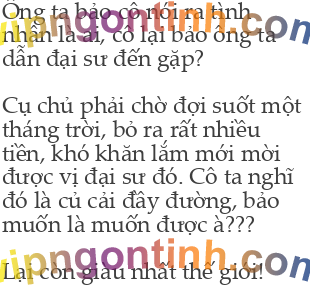 Ông ta bảo cô nói ra tình
nhân là ai, cô lại bảo ông ta
dẫn đại sư đến gặp?
Cụ chủ phải chờ đợi suốt một
tháng trời, bỏ ra rất nhiều
tiền, khó khăn lắm mới mời
được vị đại sư đó. Cô ta nghĩ
đó là củ cải đầy đường, bảo
muốn là muốn được à???
vipngontinh.com
Lại còn giàu nhất thế giới!